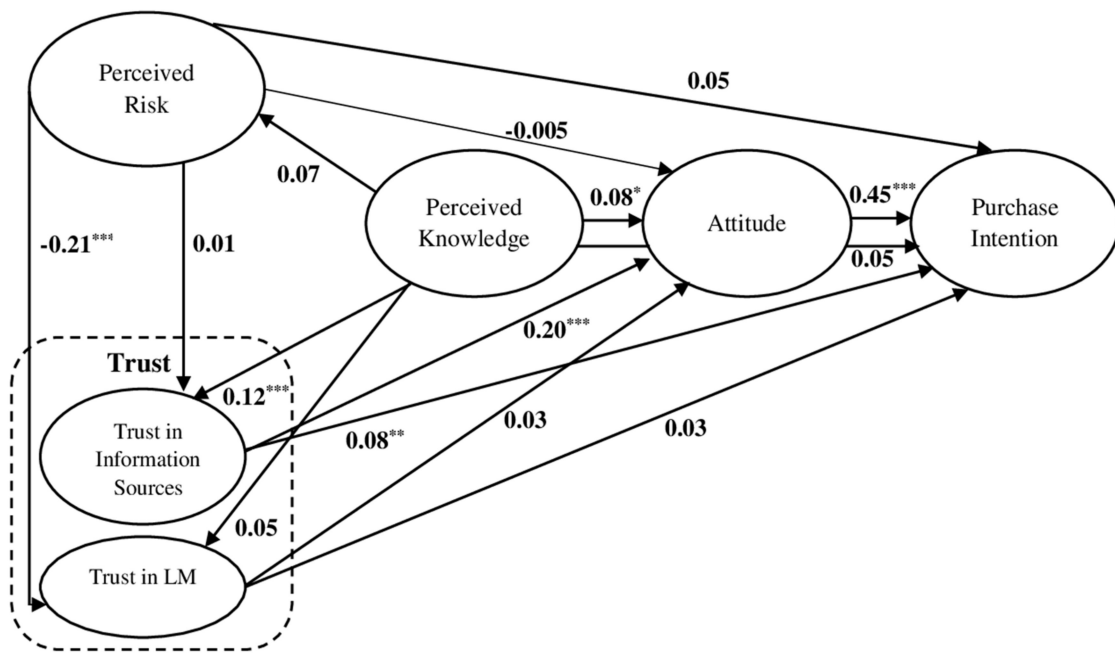 Perceived
Risk
0.05
-0.005
0.07
Perceived
Knowledge
0.08*
Attitude
0.45***
Purchase
Intention
0.05
-0.21***
0.01
0.20***
Trust
0.12***
0.08**
0.03
0.03
Trust in
Information
Sources
0.05
Trust in LM